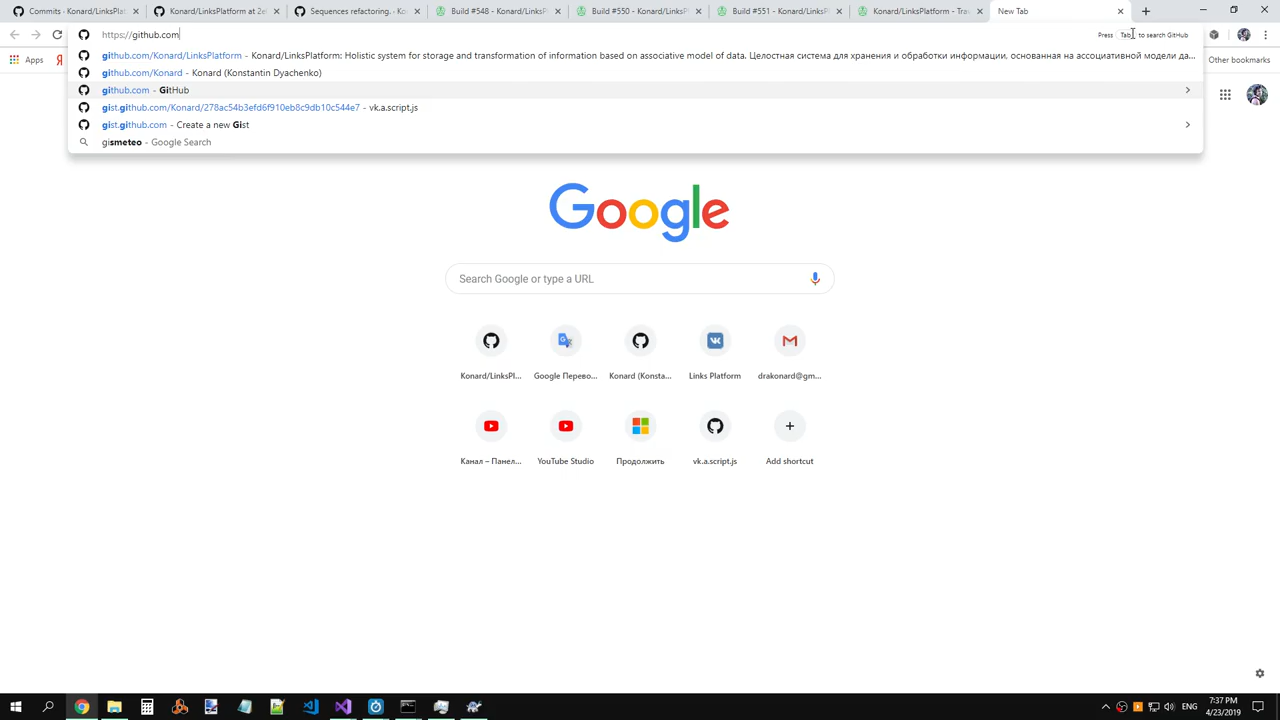 Commits · Konard/LinksPlatform
Konard/LinksPlatform at 2e
Sequences refactoring. · Ko
Build #548 - Konard/LinksPl
Build #550 - Konard/LinksPl
Build #551 - Konard/LinksPl
Konard/LinksPlatform - Trav
New Tab
https://github.com
Press Tab to search GitHub
Apps
Я
Other bookmarks
github.com/Konard/LinksPlatform - Konard/LinksPlatform: Holistic system for storage and transformation of information based on associative model of data. Целостная система для хранения и обработки информации, основанная на ассоциативной модели да...
github.com/Konard - Konard (Konstantin Dyachenko)
github.com - GitHub
gist.github.com/Konard/278ac54b3efd6f910eb8c9db10c544e7 - vk.a.script.js
gist.github.com - Create a new Gist
gismeteo - Google Search
Google
Search Google or type a URL
Konard/LinksPl...
Google Перево...
Konard (Konsta...
Links Platform
drakonard@gm...
Канал – Панел...
YouTube Studio
Продолжить
vk.a.script.js
Add shortcut
ENG
7:37 PM
4/23/2019